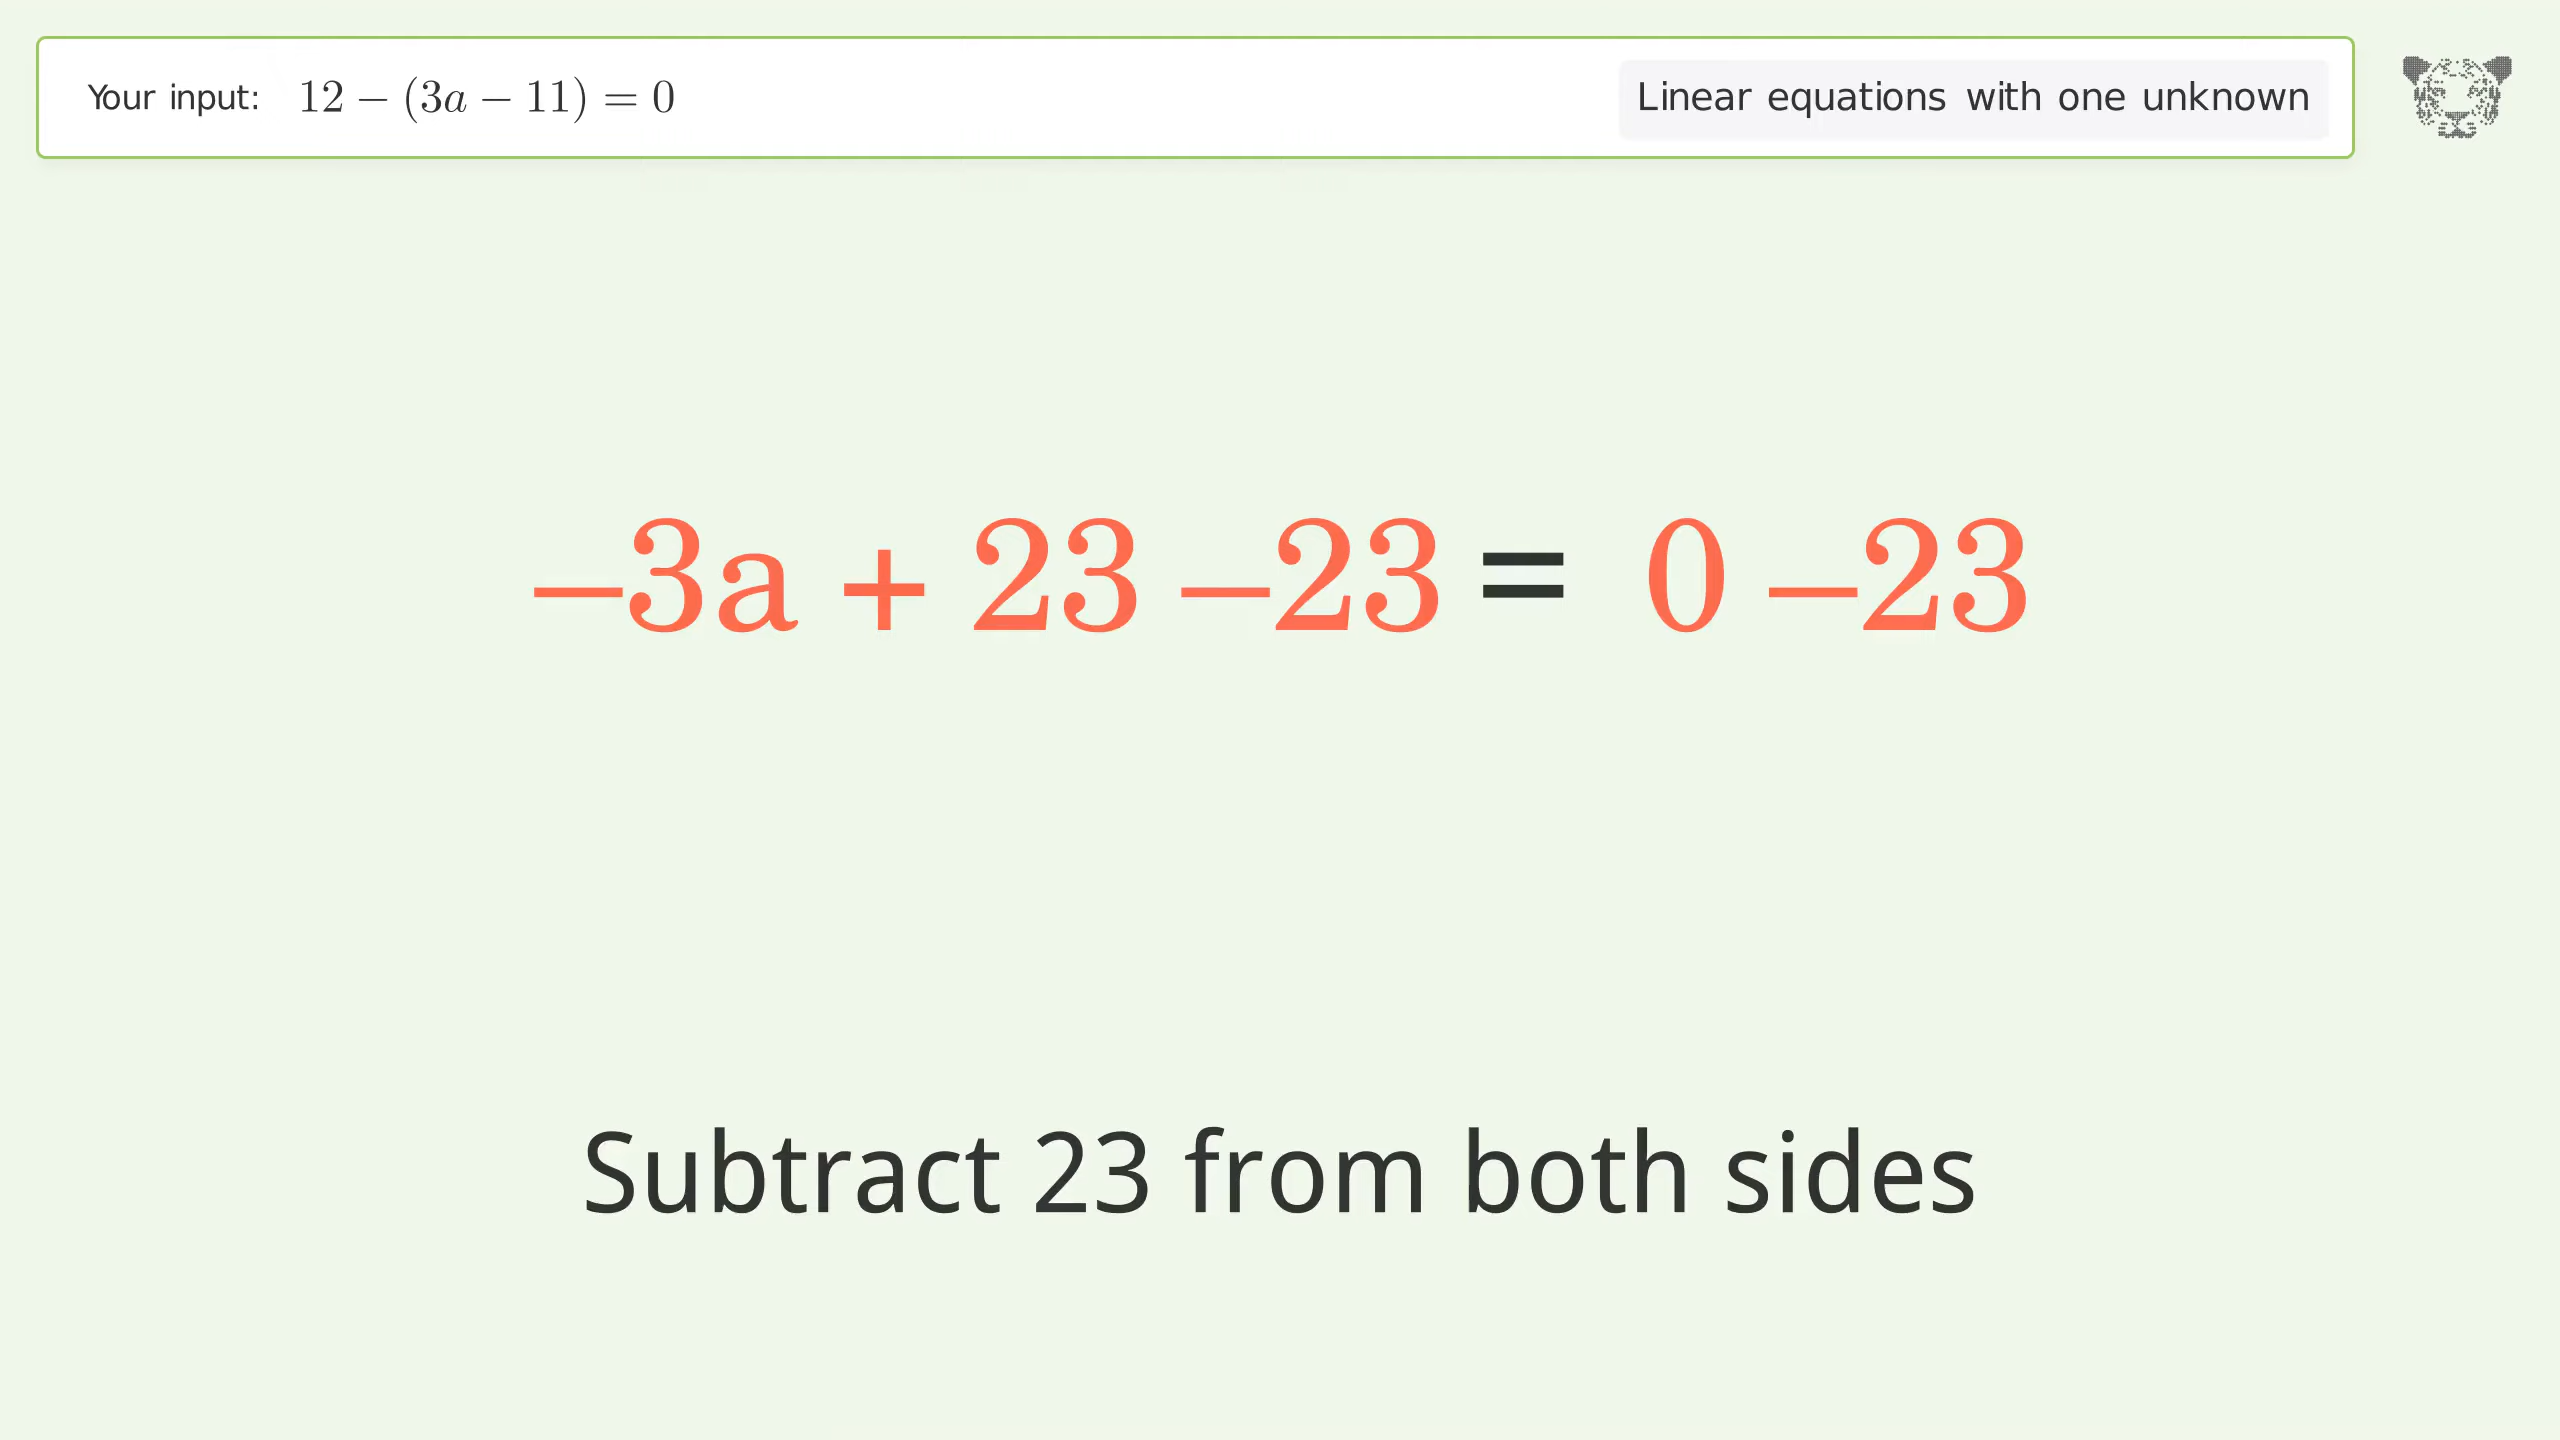 Your input: 12 − (3a − 11) = 0
Linear equations with one unknown
−3a + 23 −23 = 0 −23
Subtract 23 from both sides